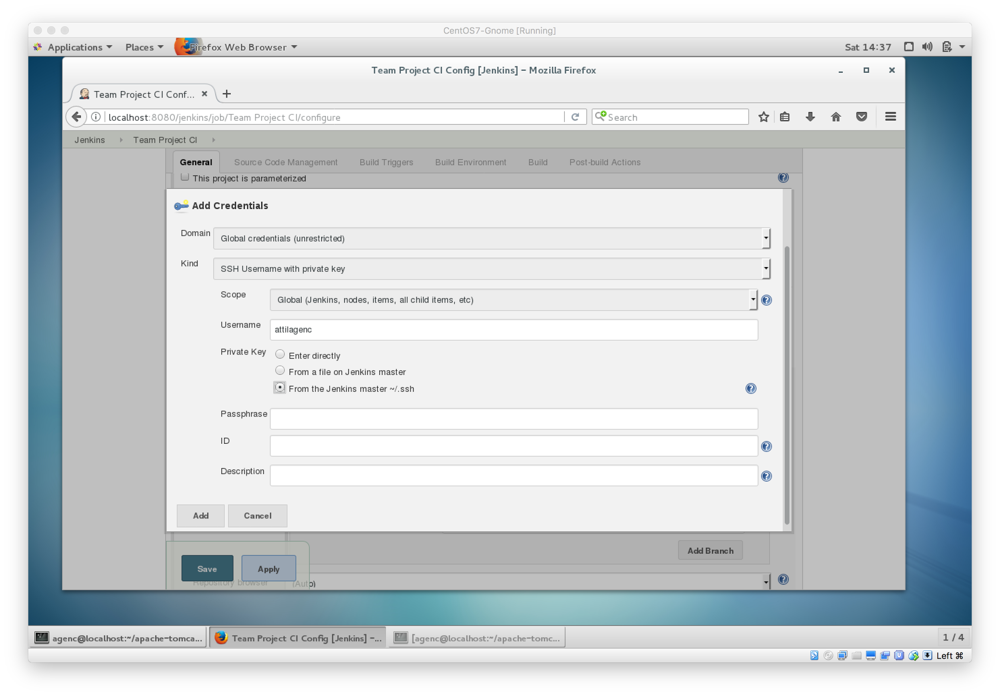 CentOS7-Gnome [Running]
Applications Places Firefox Web Browser Sat 14:37
Team Project CI Config [Jenkins] - Mozilla Firefox
Team Project CI Conf...
localhost:8080/jenkins/job/Team Project CI/configure Search
Jenkins Team Project CI
General Source Code Management Build Triggers Build Environment Build Post-build Actions
This project is parameterized
Add Credentials
Domain Global credentials (unrestricted)
Kind SSH Username with private key
Scope Global (Jenkins, nodes, items, all child items, etc)
Username attilagenc
Private Key Enter directly
From a file on Jenkins master
From the Jenkins master ~/.ssh
Passphrase
ID
Description
Add Cancel
Add Branch
Save Apply
Repository browser (Auto)
agenc@localhost:~/apache-tomca... Team Project CI Config [Jenkins] -... [agenc@localhost:~/apache-tomc... 1 / 4
Left ⌘